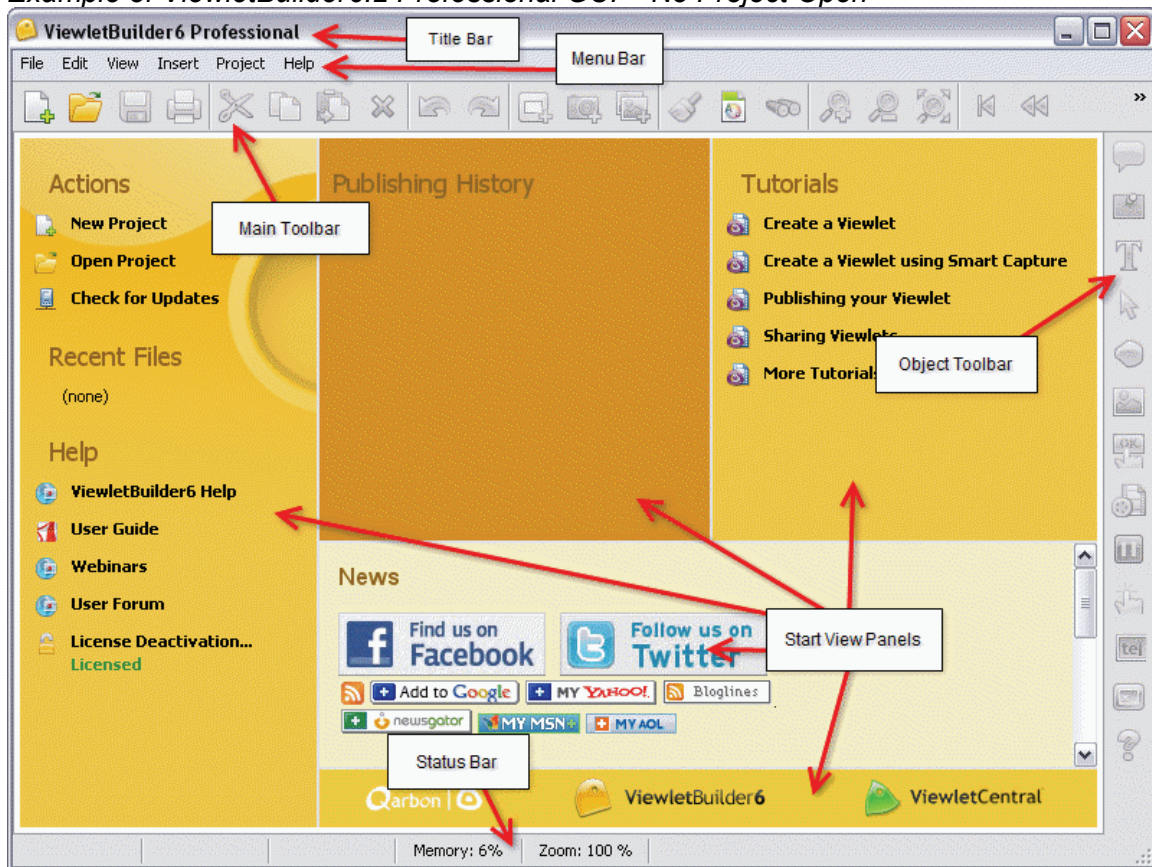 ViewletBuilder6 Professional
Title Bar
File Edit View Insert Project Help
Menu Bar
Main Toolbar
Actions
New Project
Open Project
Check for Updates
Recent Files
(none)
Help
ViewletBuilder6 Help
User Guide
Webinars
User Forum
License Deactivation...
Licensed
Publishing History
Tutorials
Create a Viewlet
Create a Viewlet using Smart Capture
Publishing your Viewlet
Sharing Viewlets
More Tutorials
Object Toolbar
News
Find us on
Facebook
Follow us on
Twitter
Start View Panels
Add to Google
MY YAHOO!
Bloglines
newsgator
MY MSN
MY AOL
Status Bar
Qarbon
ViewletBuilder6
ViewletCentral
Memory: 6% Zoom: 100 %
OK
tel